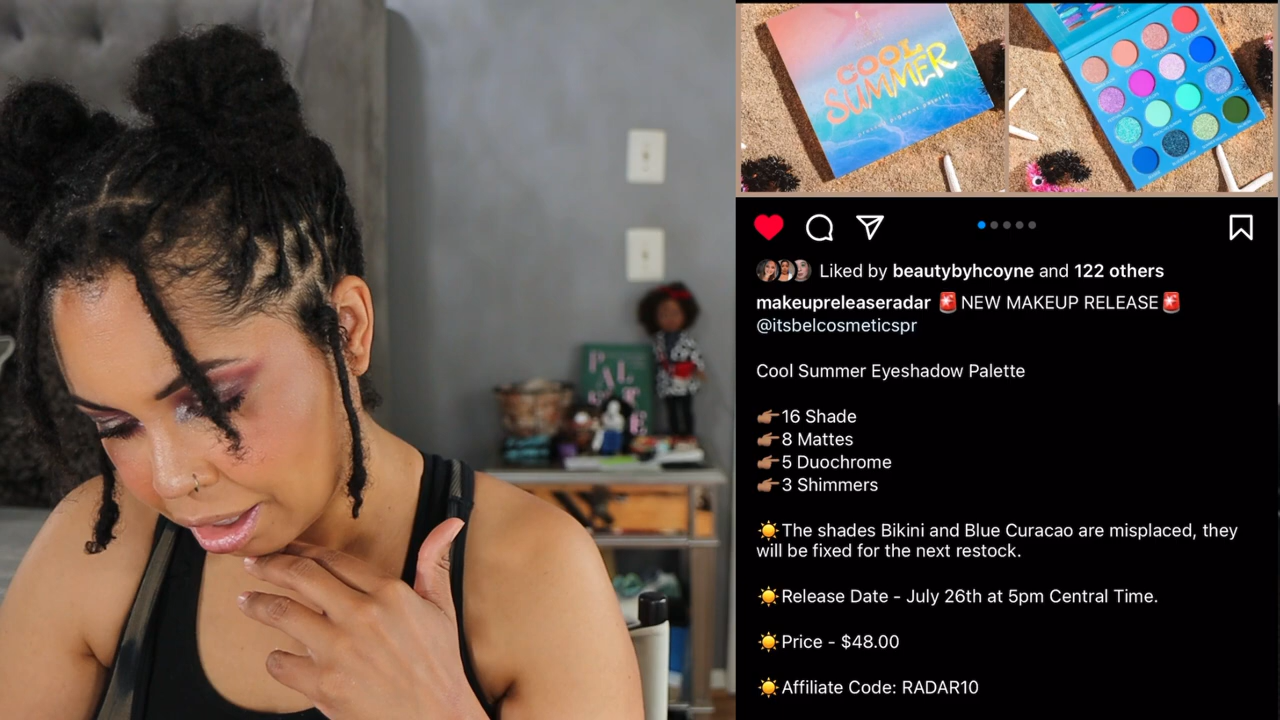 COOL
SUMMER
Liked by beautybyhcoyne and 122 others
makeupreleaseradar 🚨NEW MAKEUP RELEASE🚨
@itsbelcosmeticspr
Cool Summer Eyeshadow Palette
👉🏽16 Shade
👉🏽8 Mattes
👉🏽5 Duochrome
👉🏽3 Shimmers
☀️The shades Bikini and Blue Curacao are misplaced, they
will be fixed for the next restock.
☀️Release Date - July 26th at 5pm Central Time.
☀️Price - $48.00
☀️Affiliate Code: RADAR10